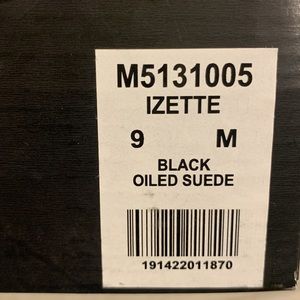 M5131005
IZETTE
9 M
BLACK
OILED SUEDE
191422011870